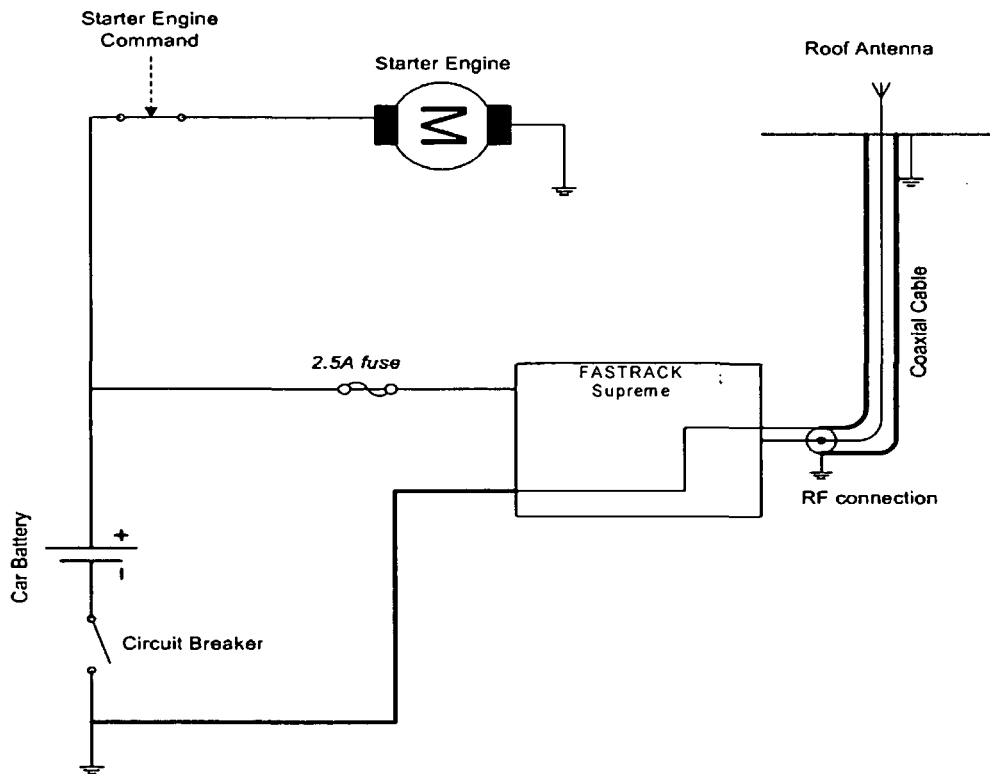 Starter Engine
Command
Starter Engine
M
Roof Antenna
Coaxial Cable
2.5A fuse
FASTRACK
Supreme
RF connection
Car Battery
+
-
Circuit Breaker